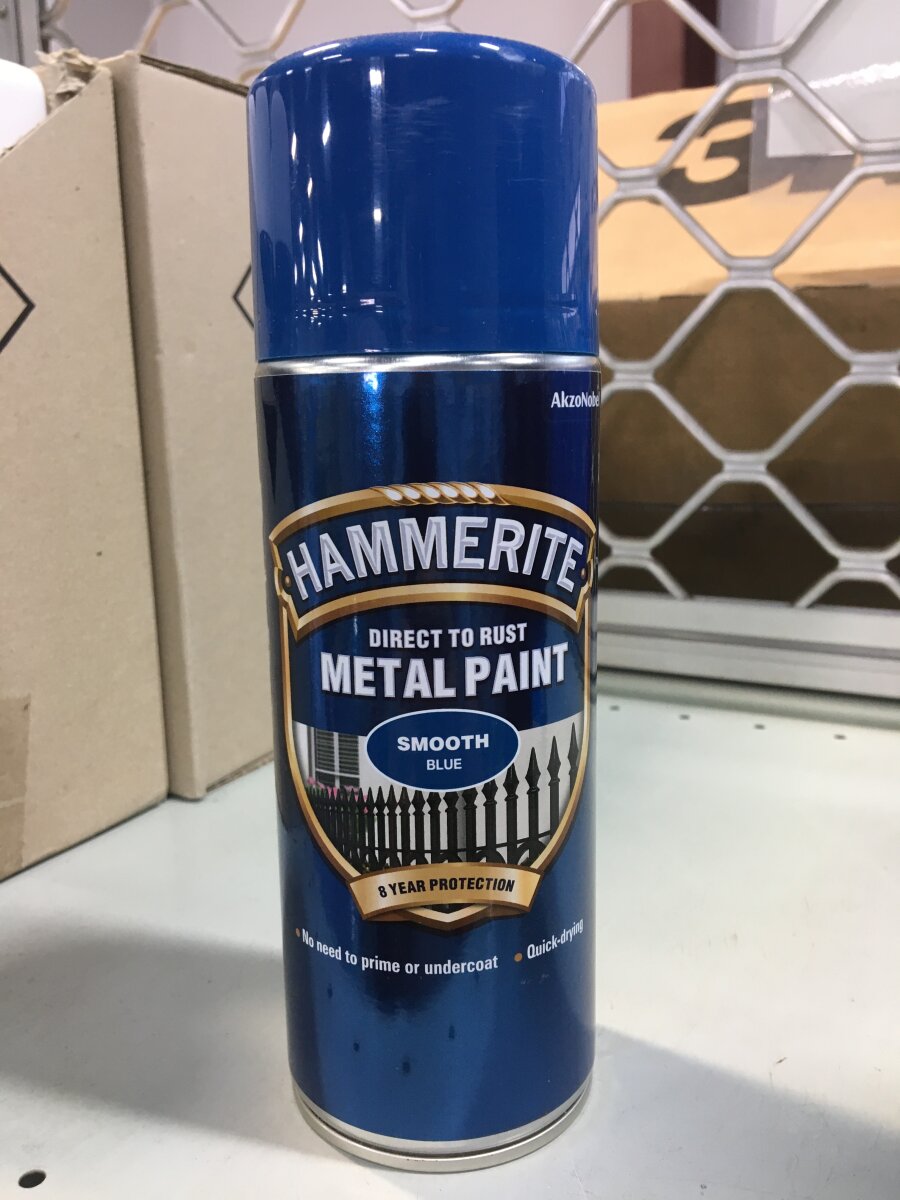 3
AkzoNobel
HAMMERITE
DIRECT TO RUST
METAL PAINT
SMOOTH
BLUE
8 YEAR PROTECTION
• No need to prime or undercoat • Quick-drying